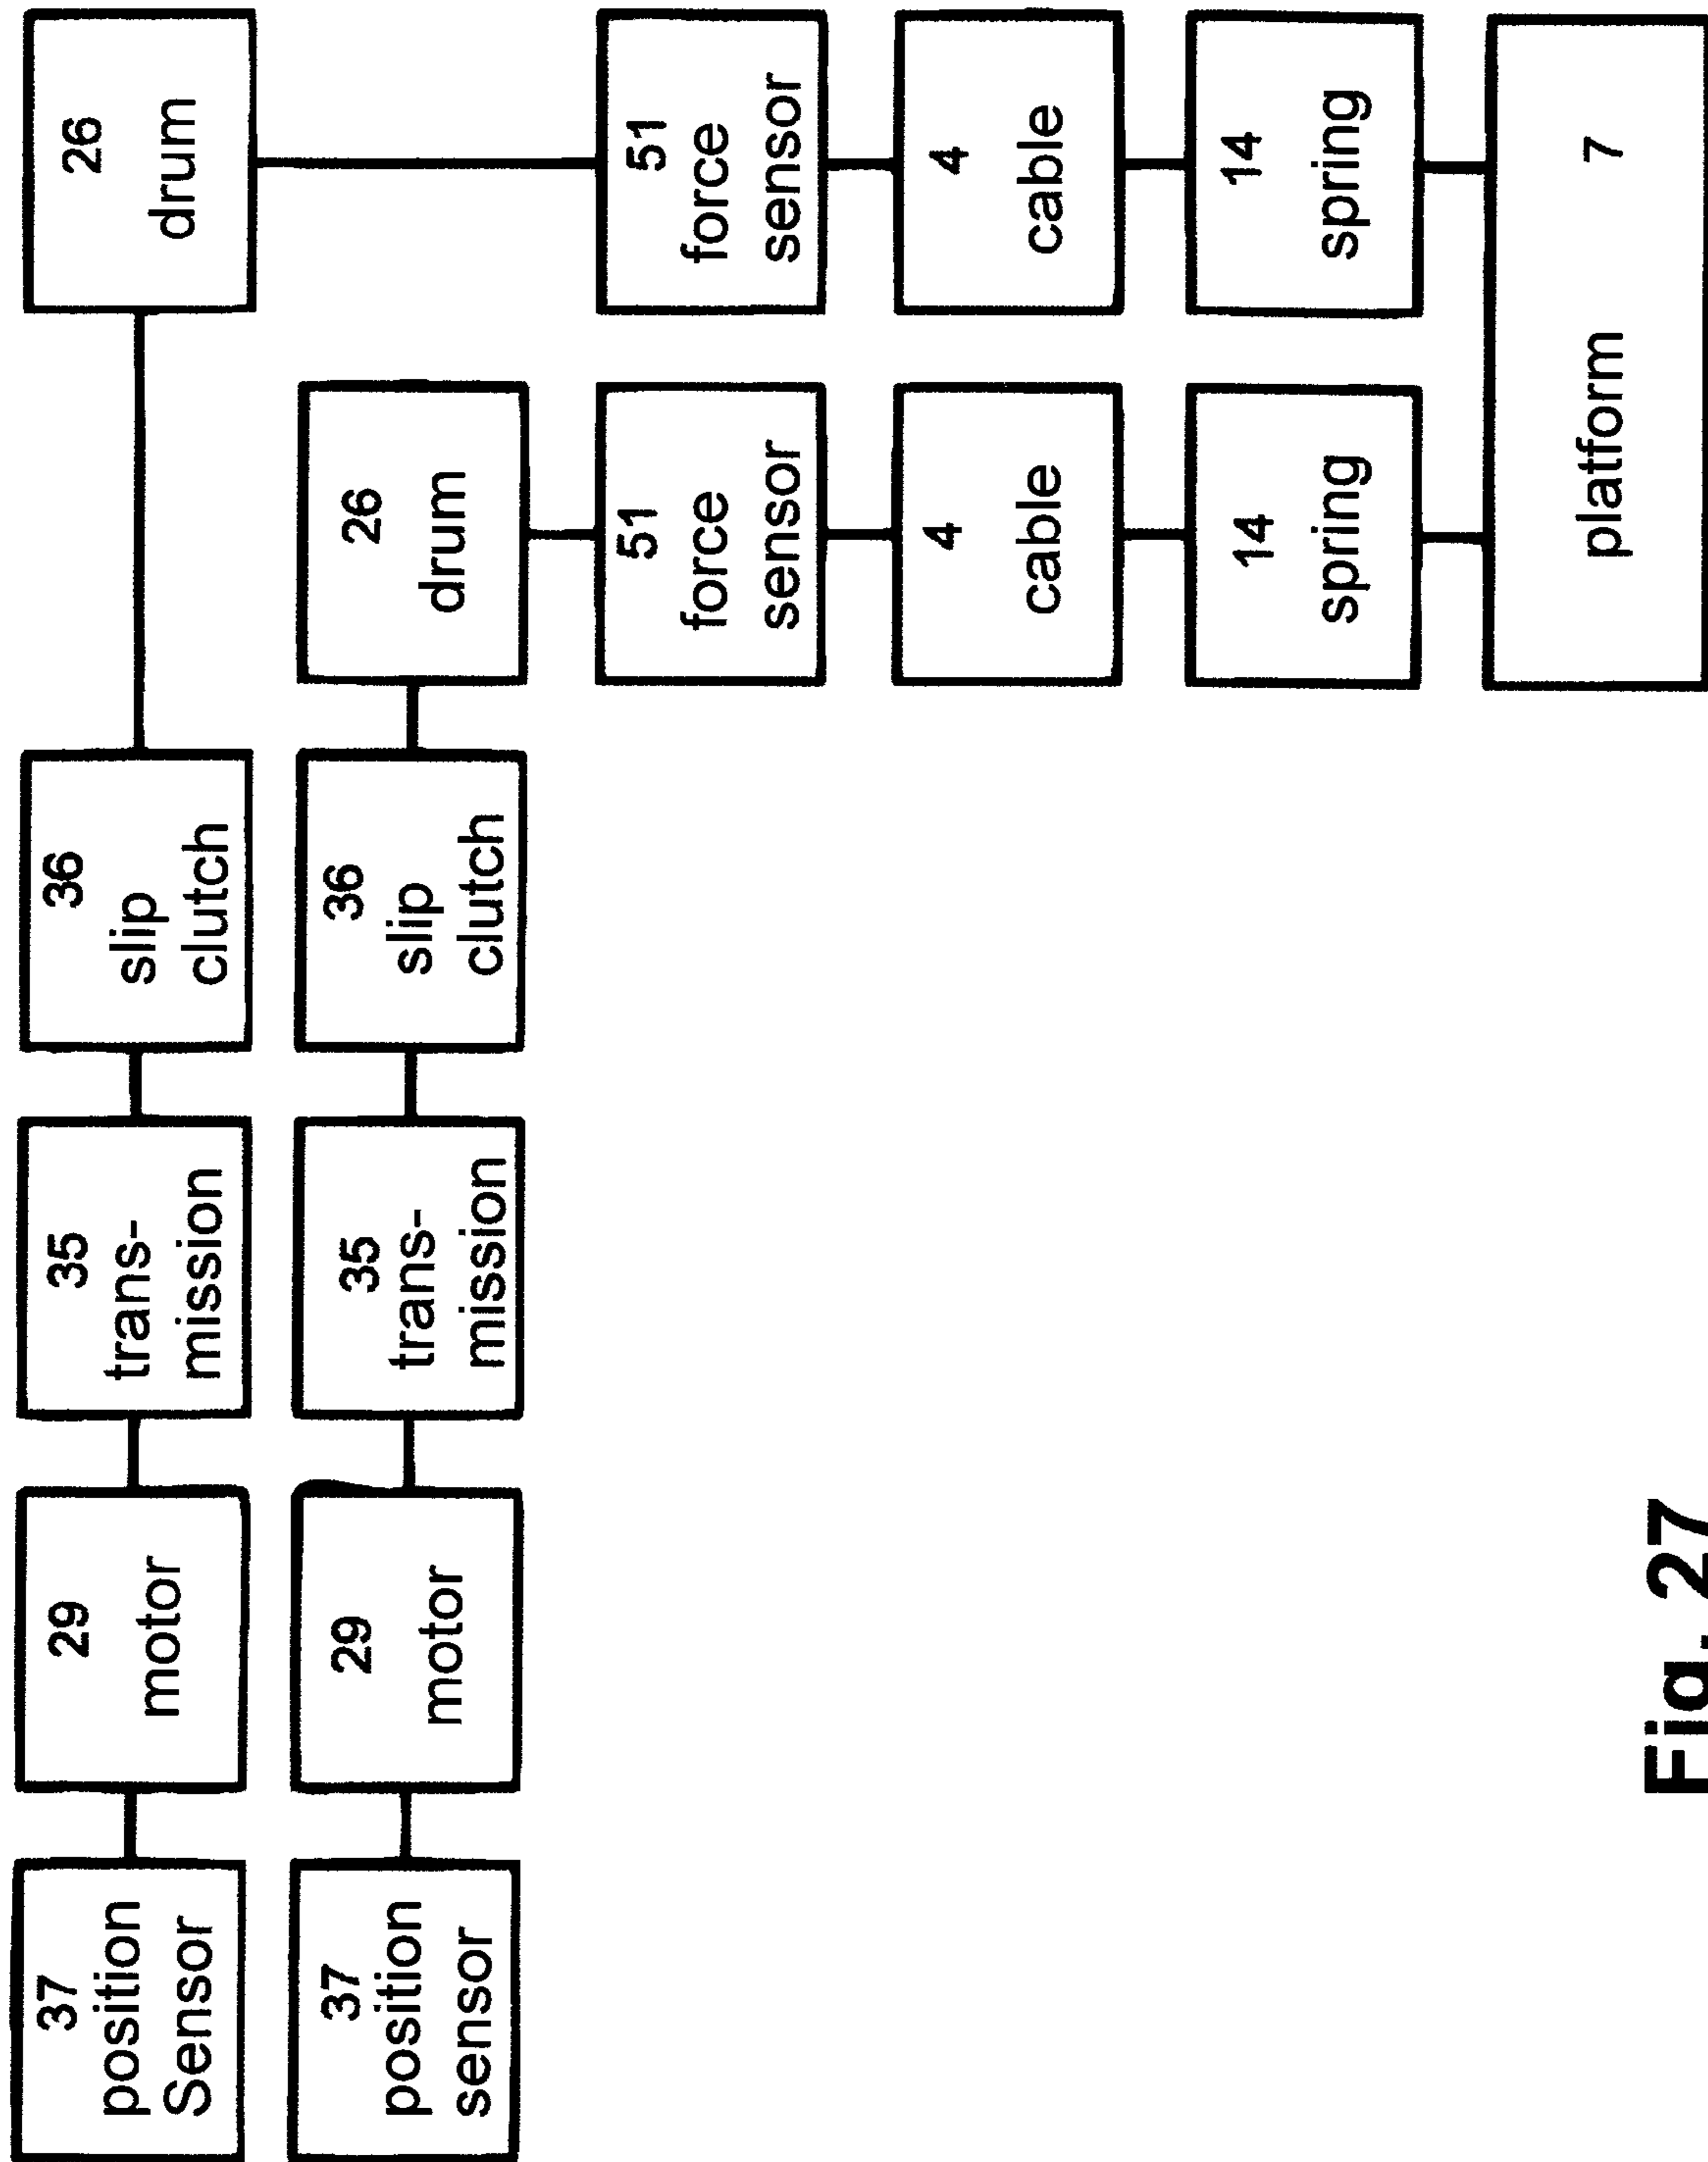 37
position
Sensor
29
motor
35
trans-
mission
36
slip
clutch
26
drum
37
position
sensor
29
motor
35
trans-
mission
36
slip
clutch
26
drum
51
force
sensor
51
force
sensor
4
cable
4
cable
14
spring
14
spring
platform 7
Fig. 27